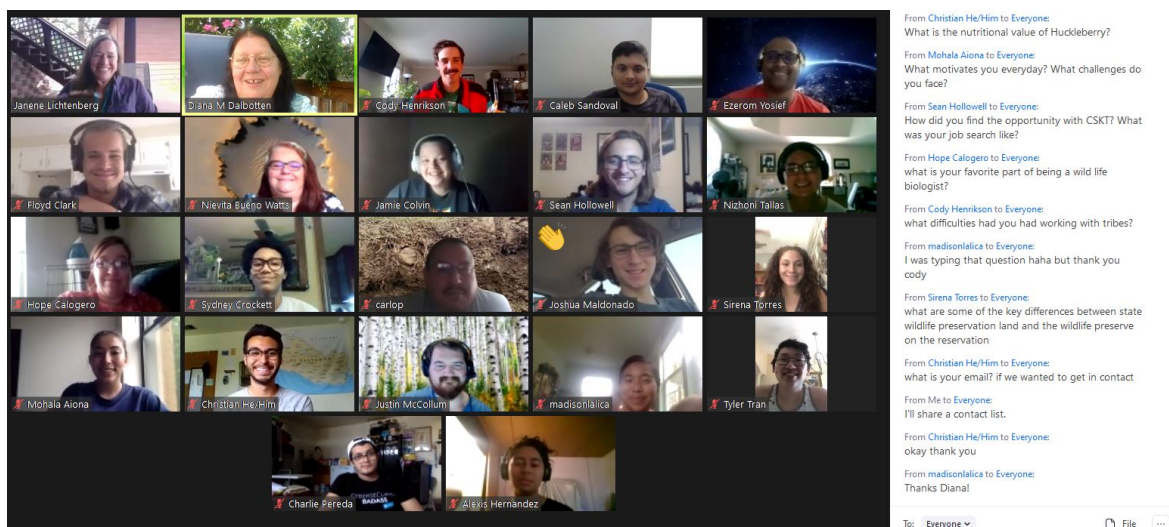 Janene Lichtenberg
Diana M Dalbotten
Cody Henrikson
Caleb Sandoval
Ezerom Yosief
Floyd Clark
Nievita Bueno Watts
Jamie Colvin
Sean Hollowell
Nizhoni Tallas
Hope Calogero
Sydney Crockett
carlop
Joshua Maldonado
Sirena Torres
Mohala Aiona
Christian He/Him
Justin McCollum
madisonlalica
Tyler Tran
BADASS
Charlie Pereda
Alexis Hernandez
From Christian He/Him to Everyone:
What is the nutritional value of Huckleberry?
From Mohala Aiona to Everyone:
What motivates you everyday? What challenges do
you face?
From Sean Hollowell to Everyone:
How did you find the opportunity with CSKT? What
was your job search like?
From Hope Calogero to Everyone:
what is your favorite part of being a wild life
biologist?
From Cody Henrikson to Everyone:
what difficulties had you had working with tribes?
From madisonlalica to Everyone:
I was typing that question haha but thank you
cody
From Sirena Torres to Everyone:
what are some of the key differences between state
wildlife preservation land and the wildlife preserve
on the reservation
From Christian He/Him to Everyone:
what is your email? if we wanted to get in contact
From Me to Everyone:
I'll share a contact list.
From Christian He/Him to Everyone:
okay thank you
From madisonlalica to Everyone:
Thanks Diana!
To: Everyone
File